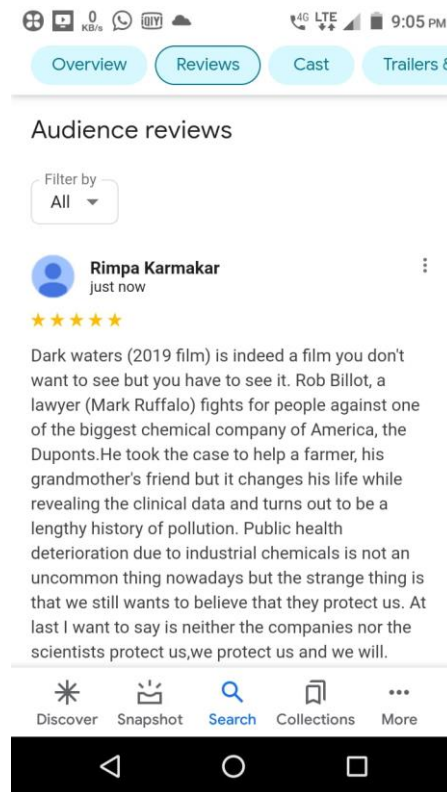 0 KB/s QIY 4G LTE 9:05 PM
Overview Reviews Cast Trailers &
Audience reviews
Filter by
All
Rimpa Karmakar
just now
Dark waters (2019 film) is indeed a film you don't
want to see but you have to see it. Rob Billot, a
lawyer (Mark Ruffalo) fights for people against one
of the biggest chemical company of America, the
Duponts.He took the case to help a farmer, his
grandmother's friend but it changes his life while
revealing the clinical data and turns out to be a
lengthy history of pollution. Public health
deterioration due to industrial chemicals is not an
uncommon thing nowadays but the strange thing is
that we still wants to believe that they protect us. At
last I want to say is neither the companies nor the
scientists protect us,we protect us and we will.
Discover Snapshot Search Collections More